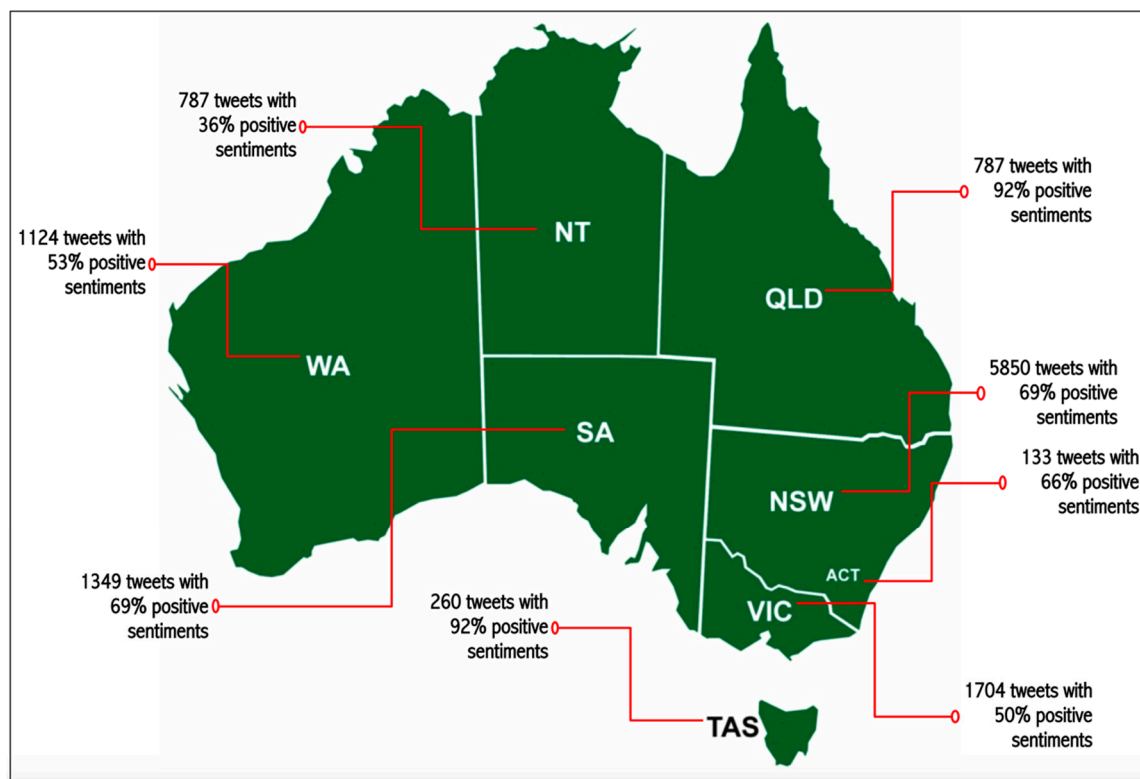 787 tweets with
36% positive
sentiments
787 tweets with
92% positive
sentiments
1124 tweets with
53% positive
sentiments
NT
QLD
WA
5850 tweets with
69% positive
sentiments
SA
133 tweets with
66% positive
sentiments
NSW
ACT
1349 tweets with
69% positive
sentiments
260 tweets with
92% positive
sentiments
VIC
1704 tweets with
50% positive
sentiments
TAS